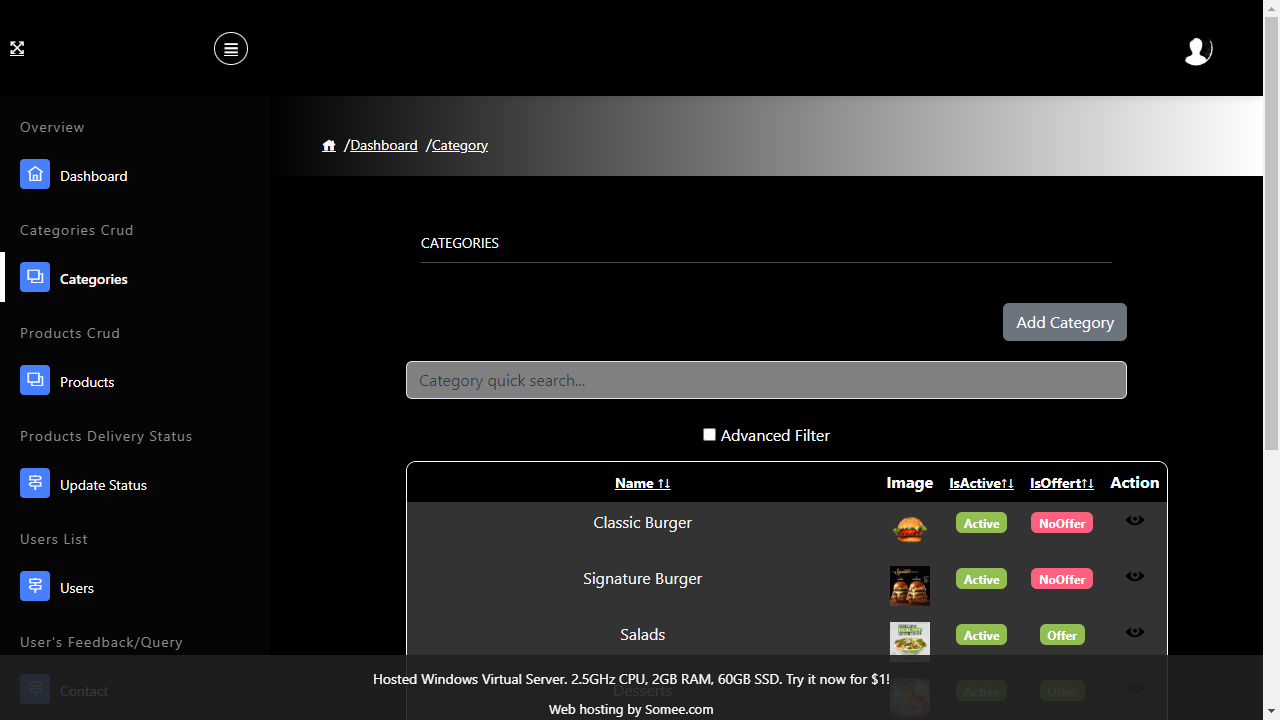 Overview
Dashboard
Categories Crud
Categories
Products Crud
Products
Products Delivery Status
Update Status
Users List
Users
User's Feedback/Query
Contact
/Dashboard /Category
CATEGORIES
Add Category
Category quick search...
Advanced Filter
Name ↑↓ Image IsActive↑↓ IsOffert↑↓ Action
Classic Burger Active NoOffer
Signature Burger Active NoOffer
Salads Active Offer
Desserts Active Offer
Hosted Windows Virtual Server. 2.5GHz CPU, 2GB RAM, 60GB SSD. Try it now for $1!
Web hosting by Somee.com